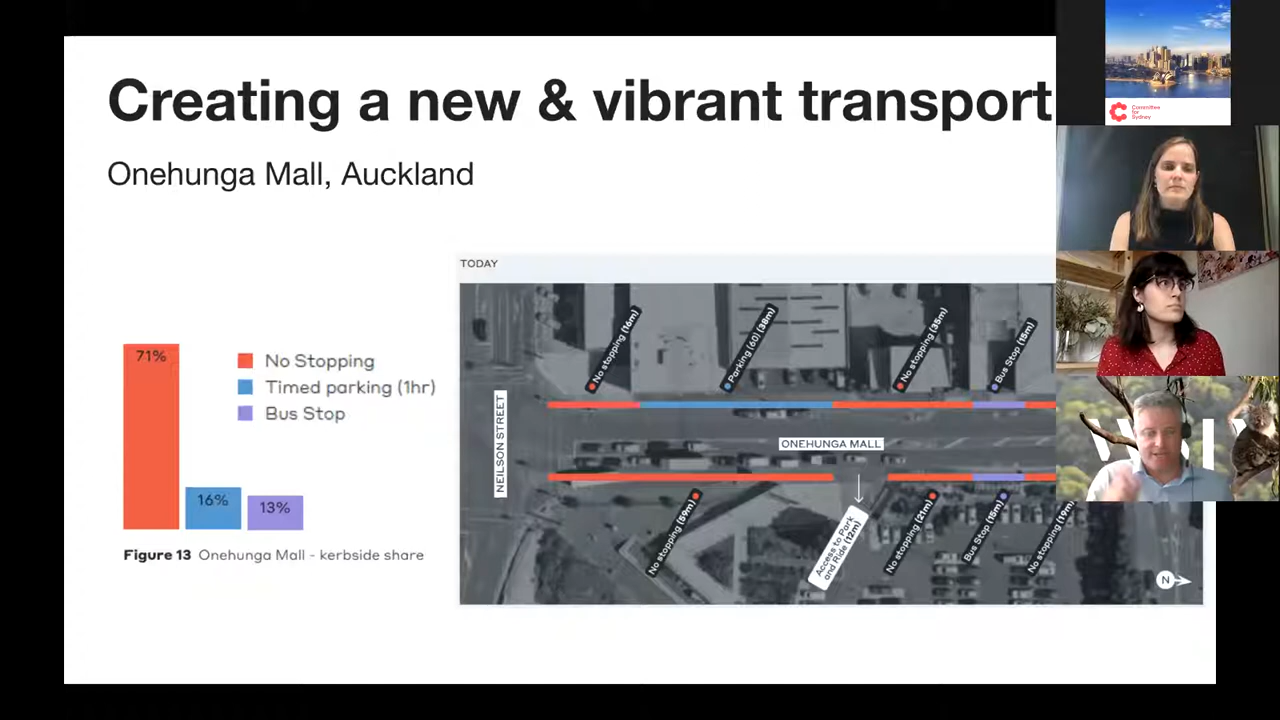 Creating a new & vibrant transport
Onehunga Mall, Auckland
TODAY
71%
16%
13%
No Stopping
Timed parking (1hr)
Bus Stop
Figure 13 Onehunga Mall - kerbside share
NEILSON STREET
No stopping (16m)
Parking (60) (38m)
No stopping (35m)
Bus Stop (15m)
ONEHUNGA MALL
No stopping (59m)
Access to Park
and Ride (12m)
No stopping (21m)
Bus Stop (15m)
No stopping (19m)
N
Committee
for
Sydney